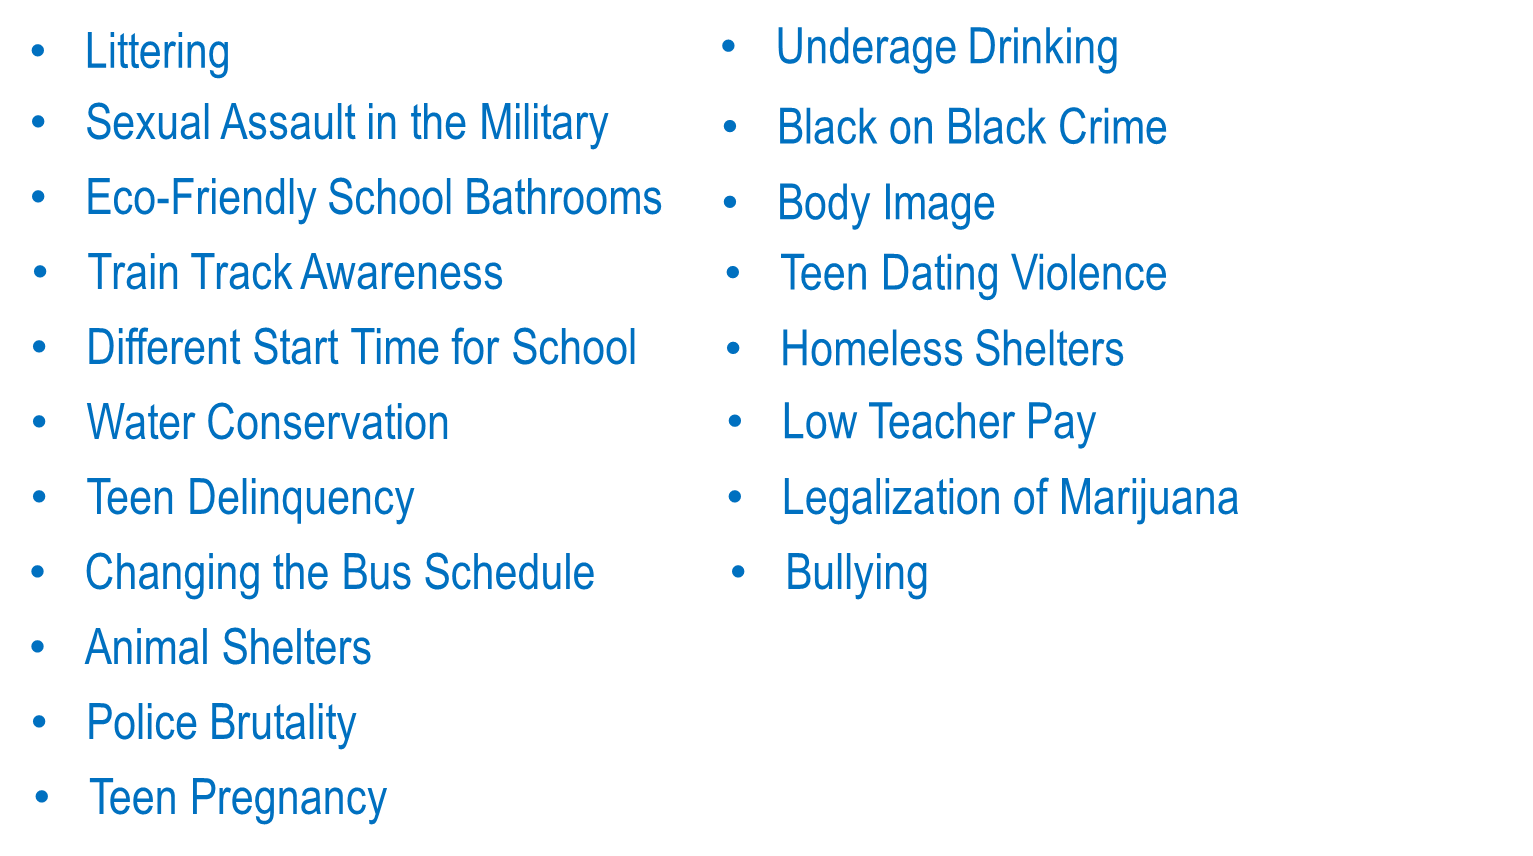 • Littering
• Sexual Assault in the Military
• Eco-Friendly School Bathrooms
• Train Track Awareness
• Different Start Time for School
• Water Conservation
• Teen Delinquency
• Changing the Bus Schedule
• Animal Shelters
• Police Brutality
• Teen Pregnancy
• Underage Drinking
• Black on Black Crime
• Body Image
• Teen Dating Violence
• Homeless Shelters
• Low Teacher Pay
• Legalization of Marijuana
• Bullying